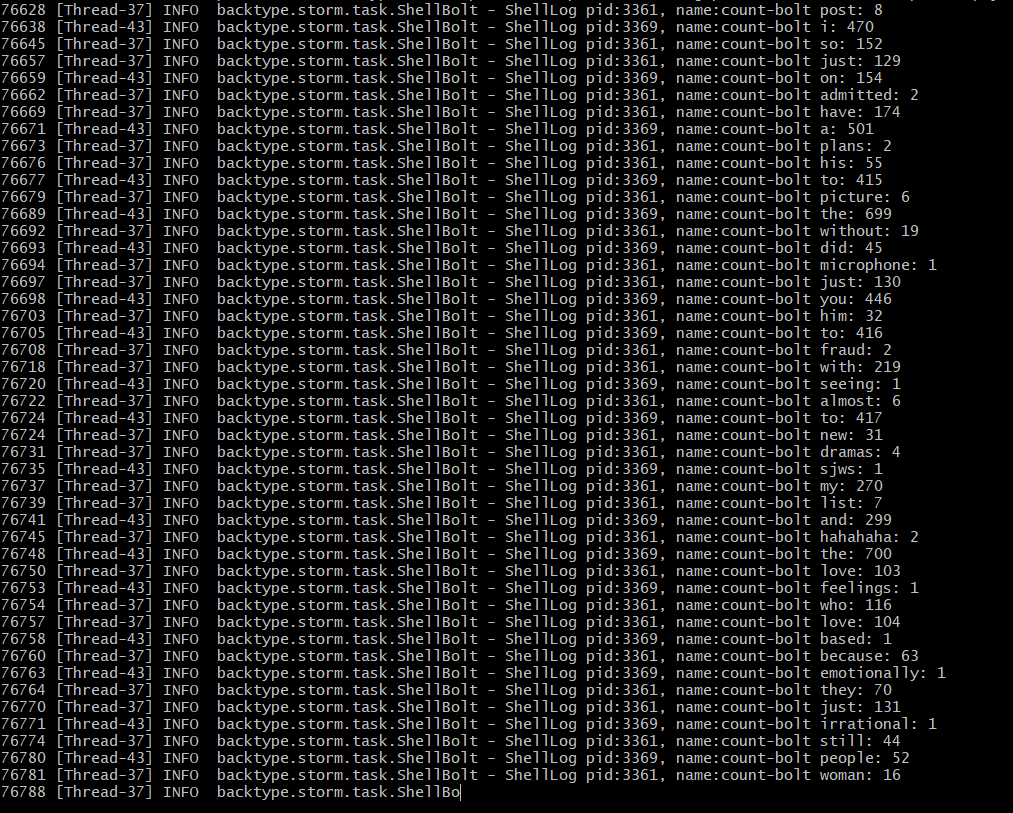 76628 [Thread-37] INFO  backtype.storm.task.ShellBolt - ShellLog pid:3361, name:count-bolt post: 8
76638 [Thread-43] INFO  backtype.storm.task.ShellBolt - ShellLog pid:3369, name:count-bolt i: 470
76645 [Thread-37] INFO  backtype.storm.task.ShellBolt - ShellLog pid:3361, name:count-bolt so: 152
76657 [Thread-37] INFO  backtype.storm.task.ShellBolt - ShellLog pid:3361, name:count-bolt just: 129
76659 [Thread-43] INFO  backtype.storm.task.ShellBolt - ShellLog pid:3369, name:count-bolt on: 154
76662 [Thread-37] INFO  backtype.storm.task.ShellBolt - ShellLog pid:3361, name:count-bolt admitted: 2
76669 [Thread-37] INFO  backtype.storm.task.ShellBolt - ShellLog pid:3361, name:count-bolt have: 174
76671 [Thread-43] INFO  backtype.storm.task.ShellBolt - ShellLog pid:3369, name:count-bolt a: 501
76673 [Thread-37] INFO  backtype.storm.task.ShellBolt - ShellLog pid:3361, name:count-bolt plans: 2
76676 [Thread-37] INFO  backtype.storm.task.ShellBolt - ShellLog pid:3361, name:count-bolt his: 55
76677 [Thread-43] INFO  backtype.storm.task.ShellBolt - ShellLog pid:3369, name:count-bolt to: 415
76679 [Thread-37] INFO  backtype.storm.task.ShellBolt - ShellLog pid:3361, name:count-bolt picture: 6
76689 [Thread-43] INFO  backtype.storm.task.ShellBolt - ShellLog pid:3369, name:count-bolt the: 699
76692 [Thread-37] INFO  backtype.storm.task.ShellBolt - ShellLog pid:3361, name:count-bolt without: 19
76693 [Thread-43] INFO  backtype.storm.task.ShellBolt - ShellLog pid:3369, name:count-bolt did: 45
76694 [Thread-37] INFO  backtype.storm.task.ShellBolt - ShellLog pid:3361, name:count-bolt microphone: 1
76697 [Thread-37] INFO  backtype.storm.task.ShellBolt - ShellLog pid:3361, name:count-bolt just: 130
76698 [Thread-43] INFO  backtype.storm.task.ShellBolt - ShellLog pid:3369, name:count-bolt you: 446
76703 [Thread-37] INFO  backtype.storm.task.ShellBolt - ShellLog pid:3361, name:count-bolt him: 32
76705 [Thread-43] INFO  backtype.storm.task.ShellBolt - ShellLog pid:3369, name:count-bolt to: 416
76708 [Thread-37] INFO  backtype.storm.task.ShellBolt - ShellLog pid:3361, name:count-bolt fraud: 2
76718 [Thread-37] INFO  backtype.storm.task.ShellBolt - ShellLog pid:3361, name:count-bolt with: 219
76720 [Thread-43] INFO  backtype.storm.task.ShellBolt - ShellLog pid:3369, name:count-bolt seeing: 1
76722 [Thread-37] INFO  backtype.storm.task.ShellBolt - ShellLog pid:3361, name:count-bolt almost: 6
76724 [Thread-43] INFO  backtype.storm.task.ShellBolt - ShellLog pid:3369, name:count-bolt to: 417
76724 [Thread-37] INFO  backtype.storm.task.ShellBolt - ShellLog pid:3361, name:count-bolt new: 31
76731 [Thread-37] INFO  backtype.storm.task.ShellBolt - ShellLog pid:3361, name:count-bolt dramas: 4
76735 [Thread-43] INFO  backtype.storm.task.ShellBolt - ShellLog pid:3369, name:count-bolt sjws: 1
76737 [Thread-37] INFO  backtype.storm.task.ShellBolt - ShellLog pid:3361, name:count-bolt my: 270
76739 [Thread-37] INFO  backtype.storm.task.ShellBolt - ShellLog pid:3361, name:count-bolt list: 7
76741 [Thread-43] INFO  backtype.storm.task.ShellBolt - ShellLog pid:3369, name:count-bolt and: 299
76745 [Thread-37] INFO  backtype.storm.task.ShellBolt - ShellLog pid:3361, name:count-bolt hahahaha: 2
76748 [Thread-43] INFO  backtype.storm.task.ShellBolt - ShellLog pid:3369, name:count-bolt the: 700
76750 [Thread-37] INFO  backtype.storm.task.ShellBolt - ShellLog pid:3361, name:count-bolt love: 103
76753 [Thread-43] INFO  backtype.storm.task.ShellBolt - ShellLog pid:3369, name:count-bolt feelings: 1
76754 [Thread-37] INFO  backtype.storm.task.ShellBolt - ShellLog pid:3361, name:count-bolt who: 116
76757 [Thread-37] INFO  backtype.storm.task.ShellBolt - ShellLog pid:3361, name:count-bolt love: 104
76758 [Thread-43] INFO  backtype.storm.task.ShellBolt - ShellLog pid:3369, name:count-bolt based: 1
76760 [Thread-37] INFO  backtype.storm.task.ShellBolt - ShellLog pid:3361, name:count-bolt because: 63
76763 [Thread-43] INFO  backtype.storm.task.ShellBolt - ShellLog pid:3369, name:count-bolt emotionally: 1
76764 [Thread-37] INFO  backtype.storm.task.ShellBolt - ShellLog pid:3361, name:count-bolt they: 70
76770 [Thread-37] INFO  backtype.storm.task.ShellBolt - ShellLog pid:3361, name:count-bolt just: 131
76771 [Thread-43] INFO  backtype.storm.task.ShellBolt - ShellLog pid:3369, name:count-bolt irrational: 1
76774 [Thread-37] INFO  backtype.storm.task.ShellBolt - ShellLog pid:3361, name:count-bolt still: 44
76780 [Thread-43] INFO  backtype.storm.task.ShellBolt - ShellLog pid:3369, name:count-bolt people: 52
76781 [Thread-37] INFO  backtype.storm.task.ShellBolt - ShellLog pid:3361, name:count-bolt woman: 16
76788 [Thread-37] INFO  backtype.storm.task.ShellBo